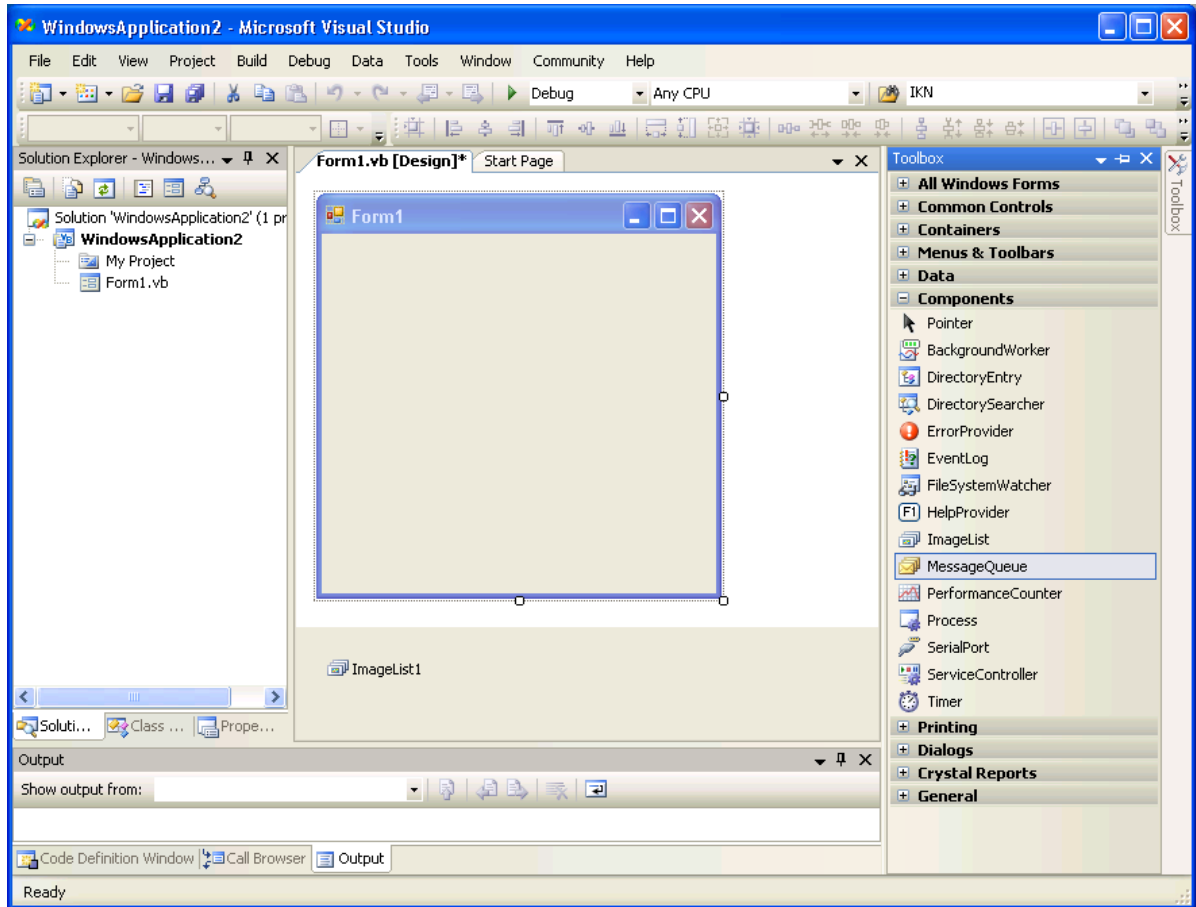 WindowsApplication2 - Microsoft Visual Studio
File Edit View Project Build Debug Data Tools Window Community Help
Debug Any CPU IKN
Solution Explorer - Windows...
Solution 'WindowsApplication2' (1 pr
WindowsApplication2
My Project
Form1.vb
Soluti... Class ... Prope...
Form1.vb [Design]* Start Page
Form1
ImageList1
Toolbox
All Windows Forms
Common Controls
Containers
Menus & Toolbars
Data
Components
Pointer
BackgroundWorker
DirectoryEntry
DirectorySearcher
ErrorProvider
EventLog
FileSystemWatcher
F1 HelpProvider
ImageList
MessageQueue
PerformanceCounter
Process
SerialPort
ServiceController
Timer
Printing
Dialogs
Crystal Reports
General
Toolbox
Output
Show output from:
Code Definition Window Call Browser Output
Ready